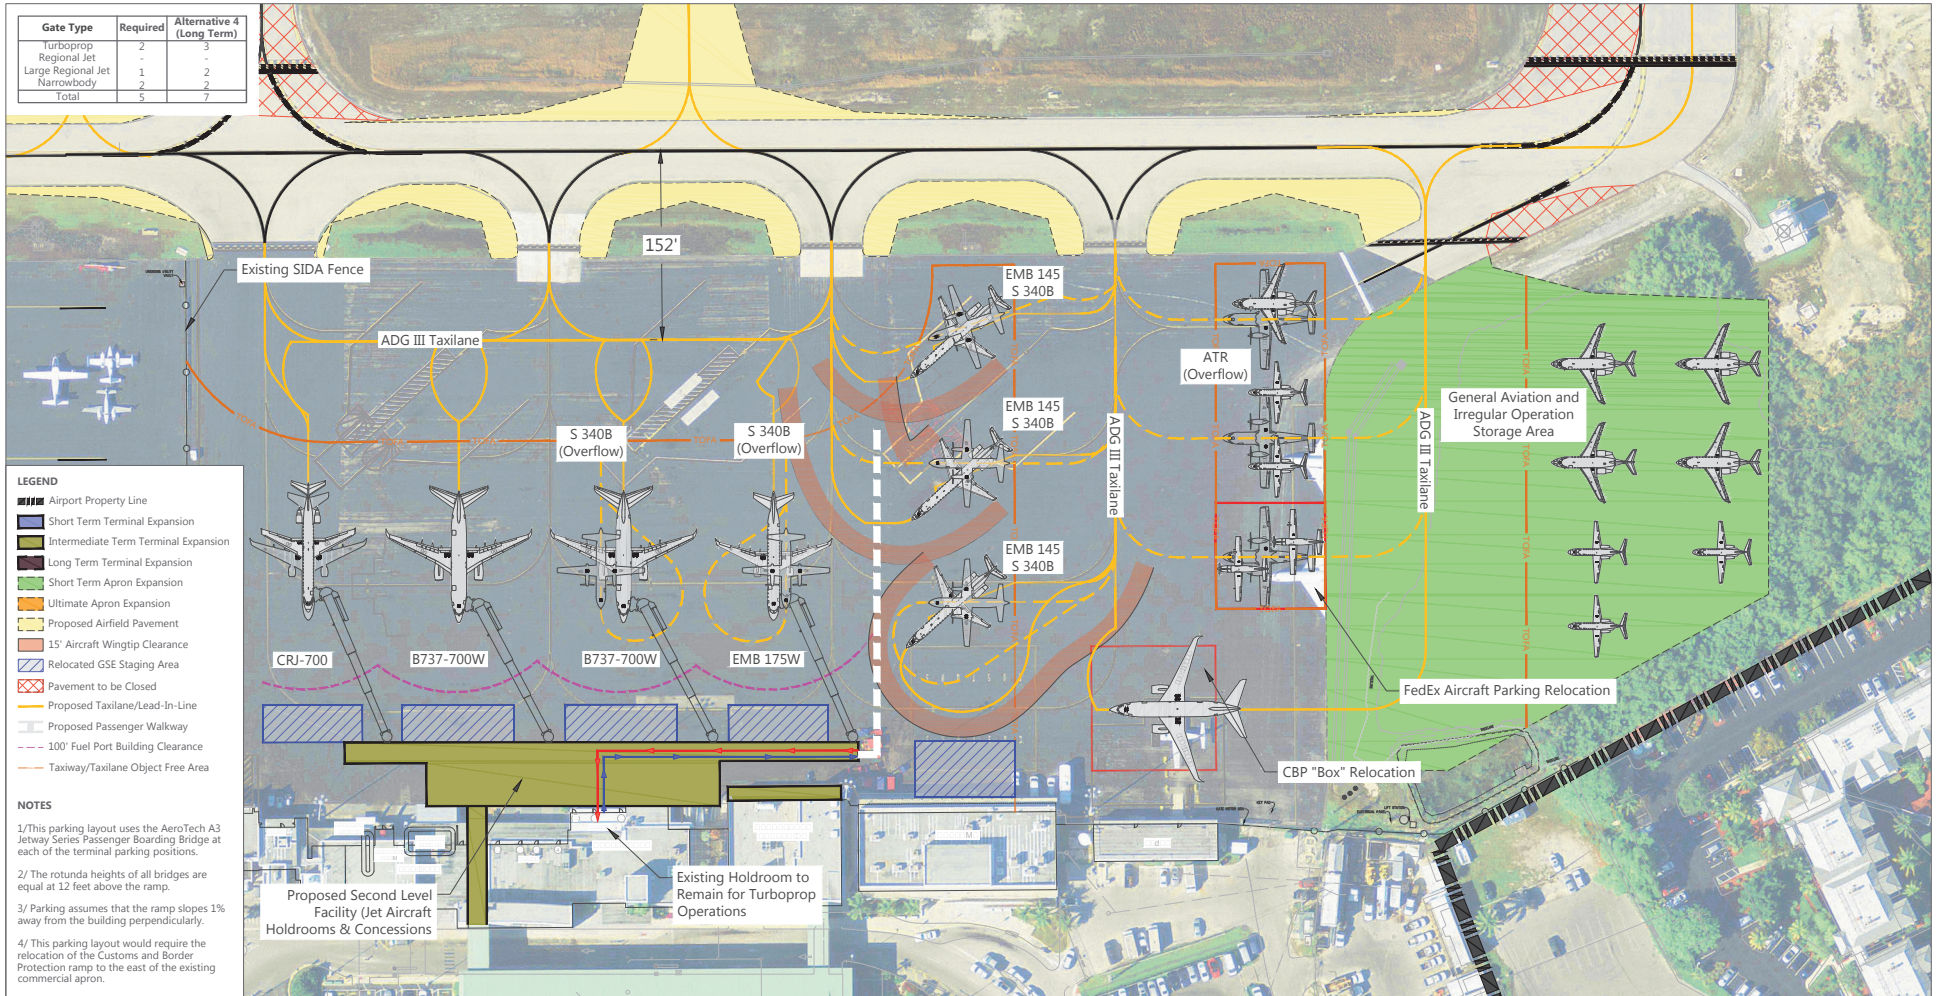 Gate Type Required Alternative 4
(Long Term)
Turboprop 2 3
Regional Jet - -
Large Regional Jet 1 2
Narrowbody 2 2
Total 5 7
Existing SIDA Fence
152'
ADG III Taxilane
EMB 145
S 340B
ATR
(Overflow)
General Aviation and
Irregular Operation
Storage Area
S 340B
(Overflow)
S 340B
(Overflow)
EMB 145
S 340B
ADG III Taxilane
ADG III Taxilane
TOFA
TOFA
TOFA
TOFA
EMB 145
S 340B
CRJ-700
B737-700W
B737-700W
EMB 175W
FedEx Aircraft Parking Relocation
CBP "Box" Relocation
Proposed Second Level
Facility (Jet Aircraft
Holdrooms & Concessions
Existing Holdroom to
Remain for Turboprop
Operations
LEGEND
Airport Property Line
Short Term Terminal Expansion
Intermediate Term Terminal Expansion
Long Term Terminal Expansion
Short Term Apron Expansion
Ultimate Apron Expansion
Proposed Airfield Pavement
15' Aircraft Wingtip Clearance
Relocated GSE Staging Area
Pavement to be Closed
Proposed Taxilane/Lead-In-Line
Proposed Passenger Walkway
100' Fuel Port Building Clearance
Taxiway/Taxilane Object Free Area
NOTES
1/This parking layout uses the AeroTech A3
Jetway Series Passenger Boarding Bridge at
each of the terminal parking positions.
2/ The rotunda heights of all bridges are
equal at 12 feet above the ramp.
3/ Parking assumes that the ramp slopes 1%
away from the building perpendicularly.
4/ This parking layout would require the
relocation of the Customs and Border
Protection ramp to the east of the existing
commercial apron.